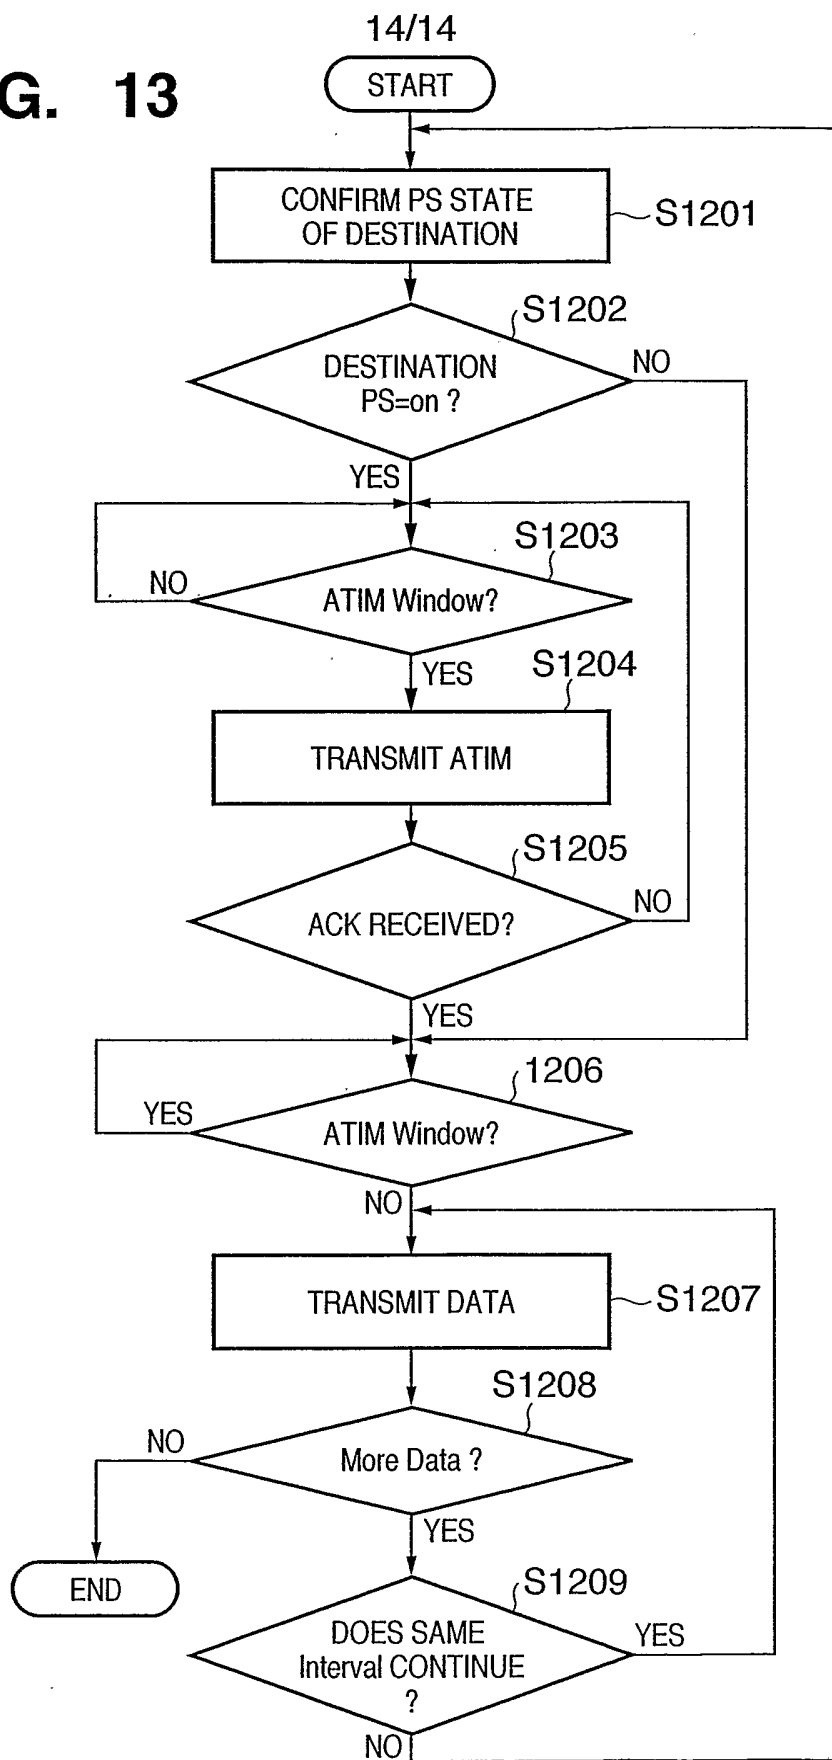 14/14
G. 13
START
CONFIRM PS STATE
OF DESTINATION
S1201
S1202
DESTINATION
PS=on ?
NO
YES
S1203
NO
ATIM Window?
YES
S1204
TRANSMIT ATIM
S1205
ACK RECEIVED?
NO
YES
1206
YES
ATIM Window?
NO
TRANSMIT DATA
S1207
S1208
NO
More Data ?
YES
END
S1209
DOES SAME
Interval CONTINUE
?
YES
NO